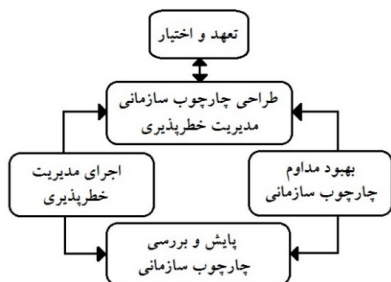 تعهد و اختیار
طراحی چارچوب سازمانی
مدیریت خطرپذیری
اجرای مدیریت
خطرپذیری
بهبود مداوم
چارچوب سازمانی
پایش و بررسی
چارچوب سازمانی